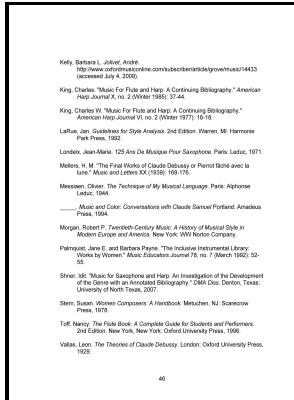 Kelly, Barbara L. Jolivet, André.
http://www.oxfordmusiconline.com/subscriber/article/grove/music/14433
(accessed July 4, 2009).
King, Charles. "Music For Flute and Harp: A Continuing Bibliography." American
Harp Journal X, no. 2 (Winter 1985): 37-44.
King, Charles W. "Music For Flute and Harp: A Continuing Bibliography."
American Harp Journal VI, no. 2 (Winter 1977): 16-18.
LaRue, Jan. Guidelines for Style Analysis. 2nd Edition. Warren, MI: Harmonie
Park Press, 1992.
Londeix, Jean-Marie. 125 Ans De Musique Pour Saxophone. Paris: Leduc, 1971.
Mellers, H. M. "The Final Works of Claude Debussy or Pierrot fâché avec la
lune." Music and Letters XX (1939): 168-176.
Messiaen, Olivier. The Technique of My Musical Language. Paris: Alphonse
Leduc, 1944.
_____. Music and Color: Conversations with Claude Samuel Portland: Amadeus
Press, 1994.
Morgan, Robert P. Twentieth-Century Music: A History of Musical Style in
Modern Europe and America. New York: WW Norton Company.
Palmquist, Jane E. and Barbara Payne. "The Inclusive Instrumental Library:
Works by Women." Music Educators Journal 78, no. 7 (March 1992): 52-
55.
Shner, Idit. "Music for Saxophone and Harp: An Investigation of the Development
of the Genre with an Annotated Bibliography." DMA Diss. Denton, Texas:
University of North Texas, 2007.
Stern, Susan. Women Composers: A Handbook. Metuchen, NJ: Scarecrow
Press, 1978.
Toff, Nancy. The Flute Book: A Complete Guide for Students and Performers.
2nd Edition. New York, New York: Oxford University Press, 1996.
Vallas, Leon. The Theories of Claude Debussy. London: Oxford University Press,
1929.
46